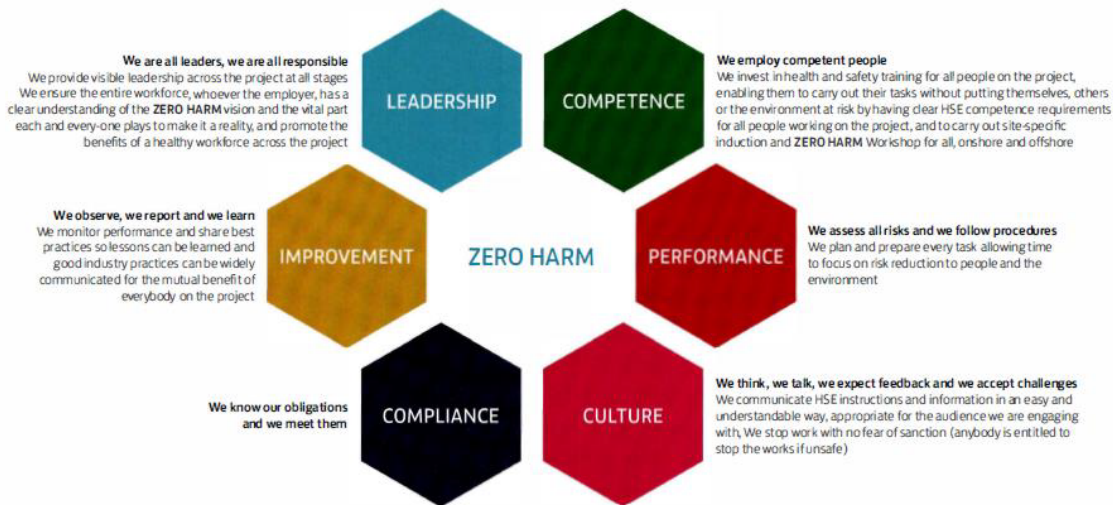 We are all leaders, we are all responsible
We provide visible leadership across the project at all stages
We ensure the entire workforce, whoever the employer, has a
clear understanding of the ZERO HARM vision and the vital part
each and every-one plays to make it a reality, and promote the
benefits of a healthy workforce across the project
LEADERSHIP
COMPETENCE
We employ competent people
We invest in health and safety training for all people on the project,
enabling them to carry out their tasks without putting themselves, others
or the environment at risk by having clear HSE competence requirements
for all people working on the project, and to carry out site-specific
induction and ZERO HARM Workshop for all, onshore and offshore
We observe, we report and we learn
We monitor performance and share best
practices so lessons can be learned and
good industry practices can be widely
communicated for the mutual benefit of
everybody on the project
IMPROVEMENT
ZERO HARM
PERFORMANCE
We assess all risks and we follow procedures
We plan and prepare every task allowing time
to focus on risk reduction to people and the
environment
We know our obligations
and we meet them
COMPLIANCE
CULTURE
We think, we talk, we expect feedback and we accept challenges
We communicate HSE instructions and information in an easy and
understandable way, appropriate for the audience we are engaging
with, We stop work with no fear of sanction (anybody is entitled to
stop the works if unsafe)